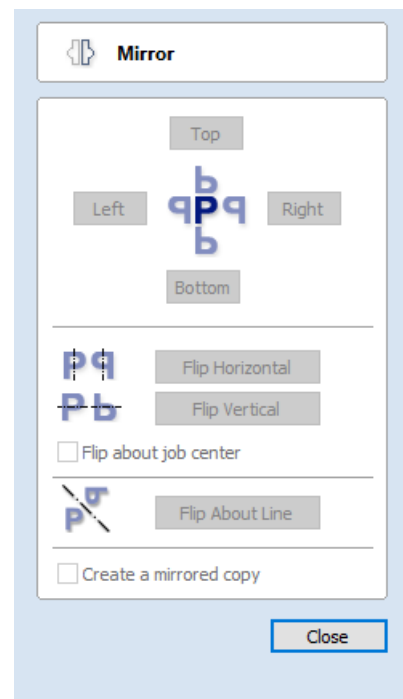 Mirror
Top
Left
Right
Bottom
Flip Horizontal
Flip Vertical
Flip about job center
Flip About Line
Create a mirrored copy
Close